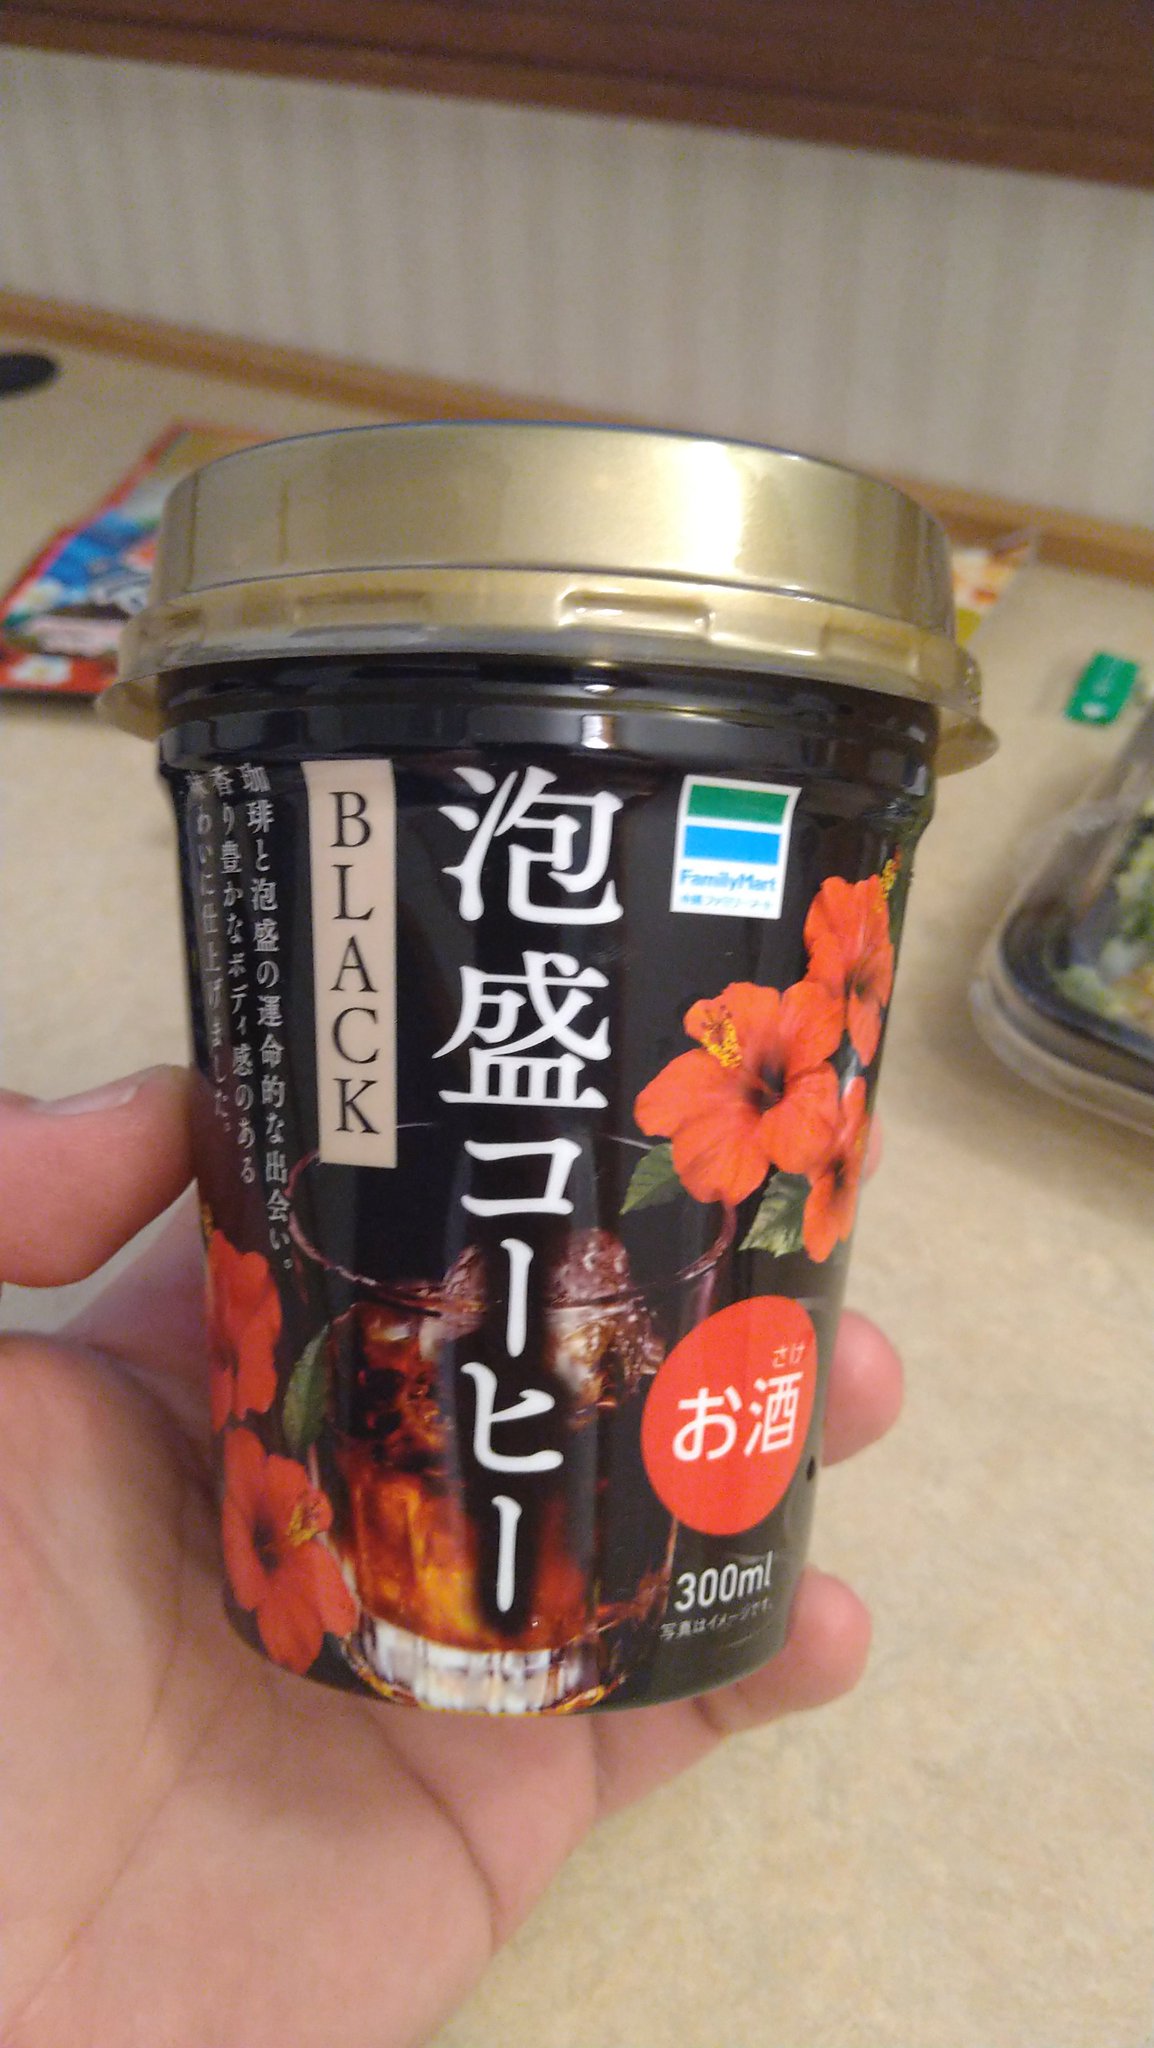 泡盛コーヒー
BLACK
珈琲と泡盛の運命的な出会い。
香り豊かなボディ感のある
味わいに仕上げました。
FamilyMart
沖縄ファミリーマート
さけ
お酒
300ml
写真はイメージです。